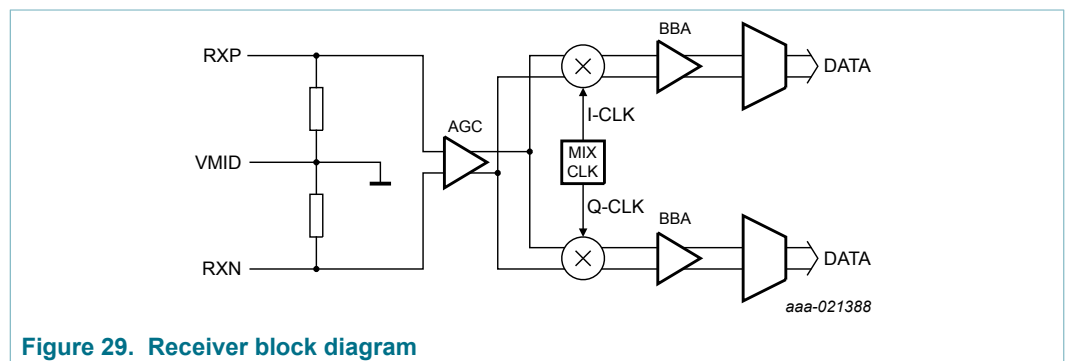 RXP
BBA
DATA
I-CLK
AGC
MIX
CLK
VMID
Q-CLK
BBA
RXN
DATA
aaa-021388
Figure 29. Receiver block diagram